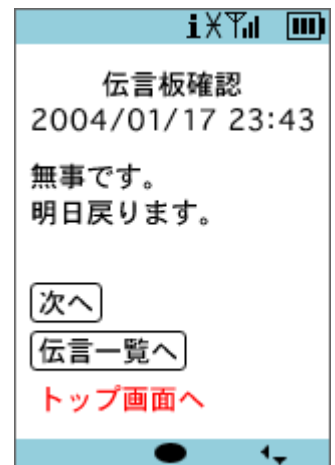 伝言板確認
2004/01/17 23:43
無事です。
明日戻ります。
次へ
伝言一覧へ
トップ画面へ